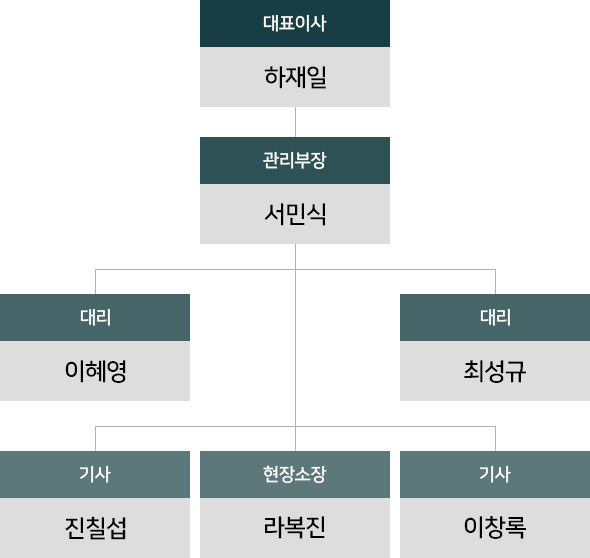 대표이사
하재일
관리부장
서민식
대리
이혜영
대리
최성규
기사
진칠섭
현장소장
라복진
기사
이창록